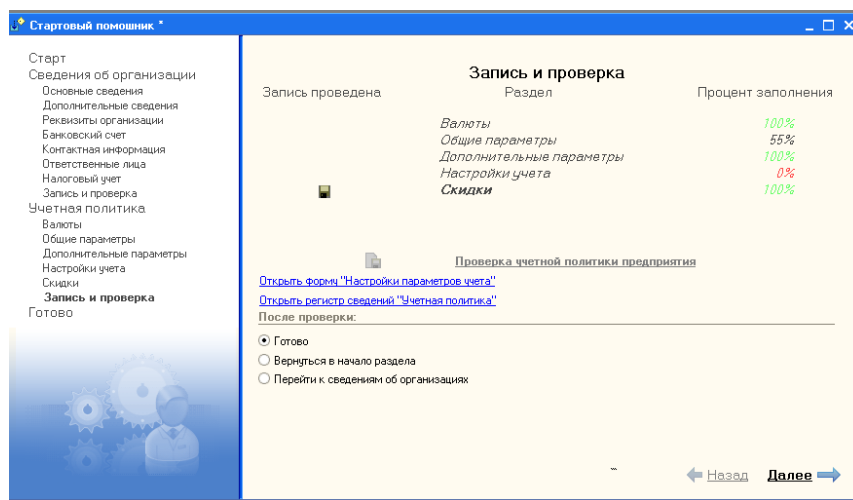 Стартовый помошник *
Старт
Сведения об организации
Основные сведения
Дополнительные сведения
Реквизиты организации
Банковский счет
Контактная информация
Ответственные лица
Налоговый учет
Запись и проверка
Учетная политика
Валюты
Общие параметры
Дополнительные параметры
Настройки учета
Скидки
Запись и проверка
Готово
Запись и проверка
Запись проведена Раздел Процент заполнения
Валюты 100%
Общие параметры 55%
Дополнительные параметры 100%
Настройки учета 0%
Скидки 100%
Проверка учетной политики предприятия
Открыть форму "Настройки параметров учета"
Открыть регистр сведений "Учетная политика"
После проверки:
Готово
Вернуться в начало раздела
Перейти к сведениям об организациях
Назад Далее